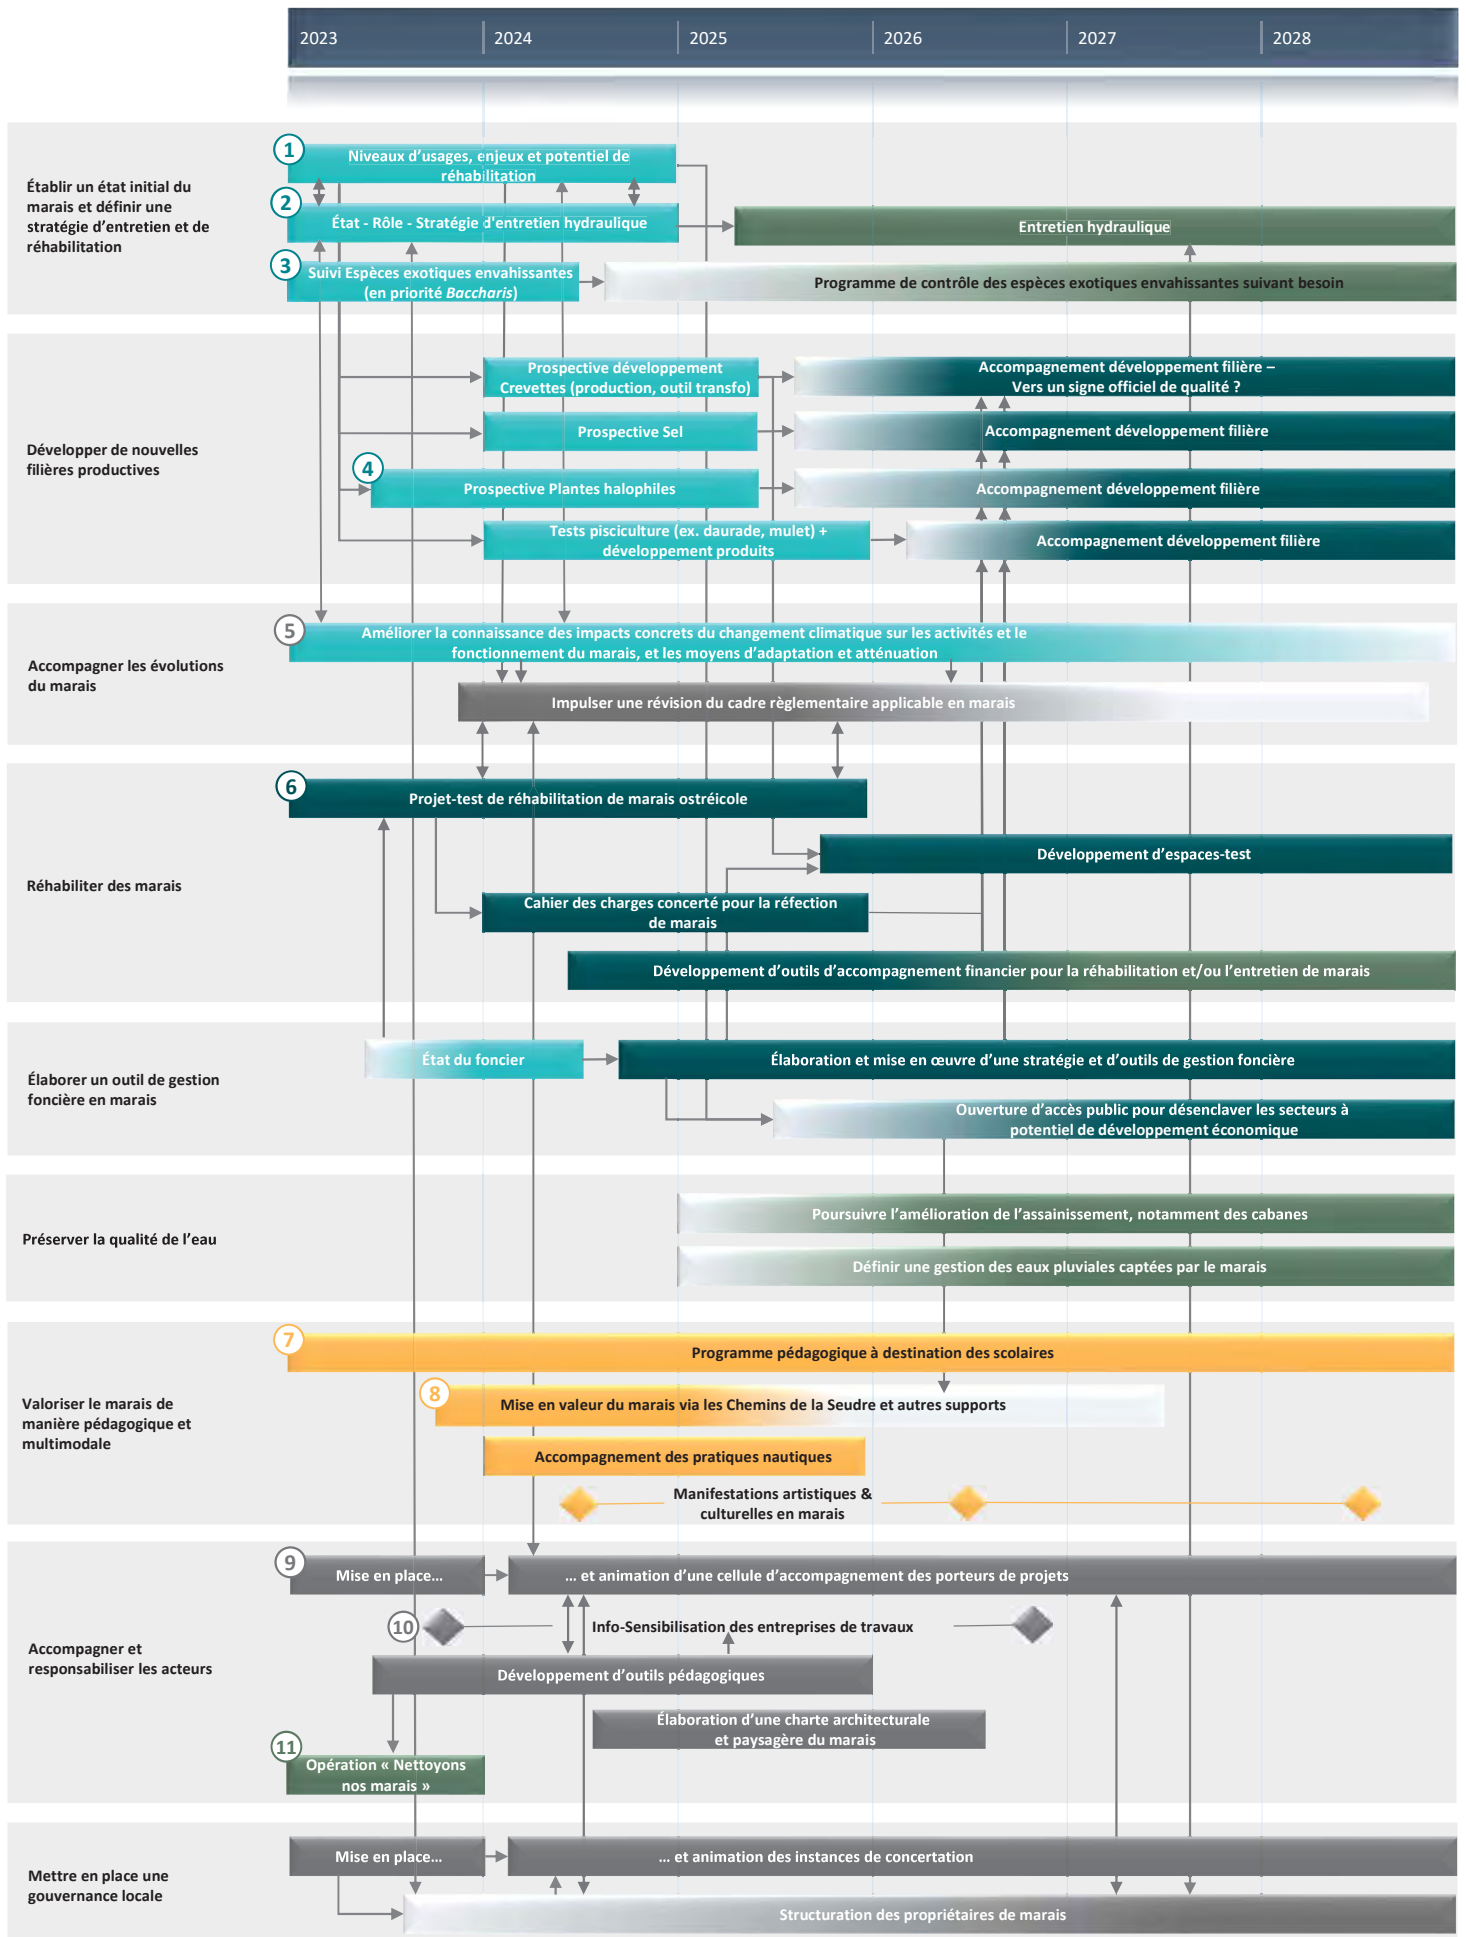 2023
2024
2025
2026
2027
2028
Établir un état initial du
marais et définir une
stratégie d'entretien et de
réhabilitation
1
Niveaux d'usages, enjeux et potentiel de
réhabilitation
2
État - Rôle - Stratégie d'entretien hydraulique
Entretien hydraulique
3
Suivi Espèces exotiques envahissantes
(en priorité Baccharis)
Programme de contrôle des espèces exotiques envahissantes suivant besoin
Développer de nouvelles
filières productives
Prospective développement
Crevettes (production, outil transfo)
Accompagnement développement filière –
Vers un signe officiel de qualité ?
Prospective Sel
Accompagnement développement filière
4
Prospective Plantes halophiles
Accompagnement développement filière
Tests pisciculture (ex. daurade, mulet) +
développement produits
Accompagnement développement filière
Accompagner les évolutions
du marais
5
Améliorer la connaissance des impacts concrets du changement climatique sur les activités et le
fonctionnement du marais, et les moyens d'adaptation et atténuation
Impulser une révision du cadre règlementaire applicable en marais
Réhabiliter des marais
6
Projet-test de réhabilitation de marais ostréicole
Développement d'espaces-test
Cahier des charges concerté pour la réfection
de marais
Développement d'outils d'accompagnement financier pour la réhabilitation et/ou l'entretien de marais
Élaborer un outil de gestion
foncière en marais
État du foncier
Élaboration et mise en œuvre d'une stratégie et d'outils de gestion foncière
Ouverture d'accès public pour désenclaver les secteurs à
potentiel de développement économique
Préserver la qualité de l'eau
Poursuivre l'amélioration de l'assainissement, notamment des cabanes
Définir une gestion des eaux pluviales captées par le marais
Valoriser le marais de
manière pédagogique et
multimodale
7
Programme pédagogique à destination des scolaires
8
Mise en valeur du marais via les Chemins de la Seudre et autres supports
Accompagnement des pratiques nautiques
Manifestations artistiques &
culturelles en marais
Accompagner et
responsabiliser les acteurs
9
Mise en place...
... et animation d'une cellule d'accompagnement des porteurs de projets
10
Info-Sensibilisation des entreprises de travaux
Développement d'outils pédagogiques
Élaboration d'une charte architecturale
et paysagère du marais
11
Opération « Nettoyons
nos marais »
Mettre en place une
gouvernance locale
Mise en place...
... et animation des instances de concertation
Structuration des propriétaires de marais